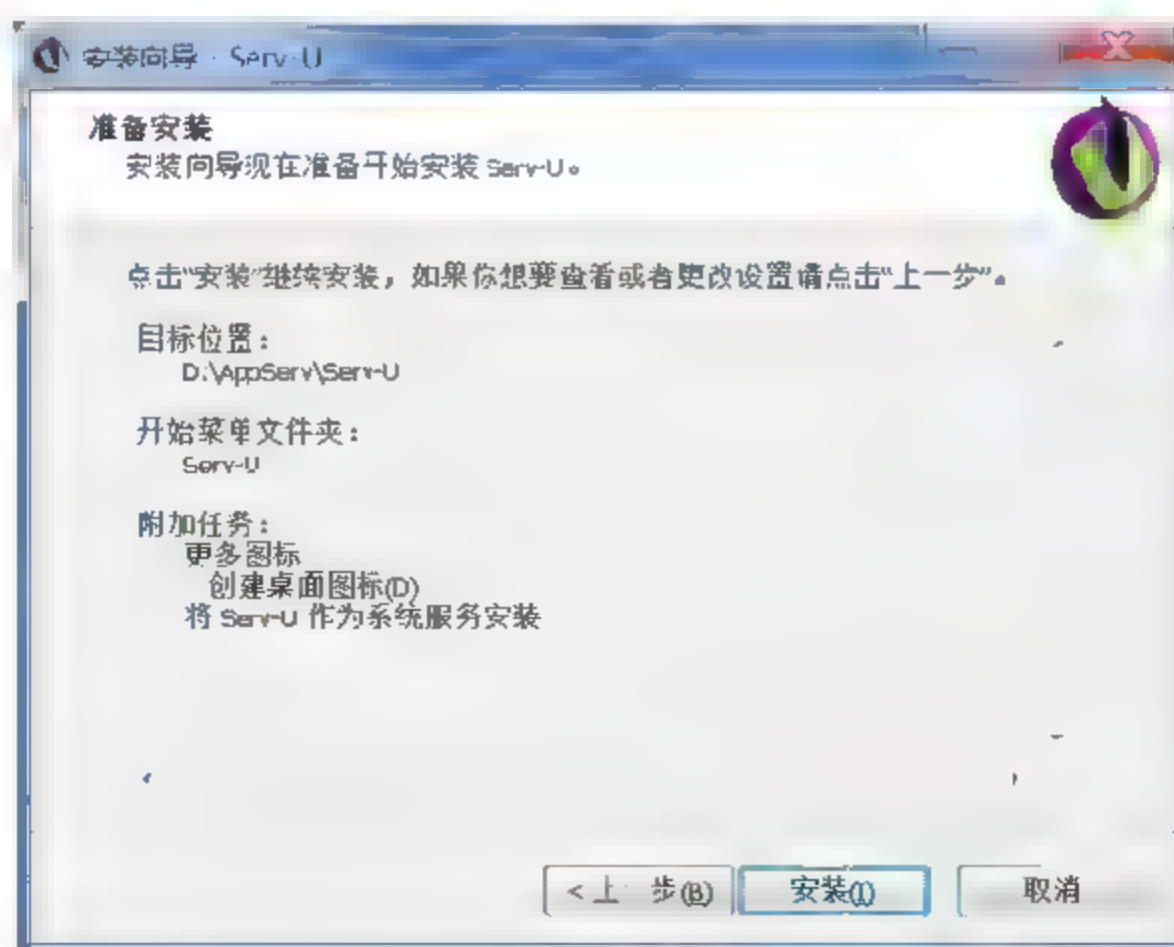 安装向导 - Serv-U
准备安装
安装向导现在准备开始安装 Serv-U。
点击“安装”继续安装，如果你想要查看或者更改设置请点击“上一步”。
目标位置：
D:\AppServ\Serv-U
开始菜单文件夹：
Serv-U
附加任务：
更多图标
创建桌面图标(D)
将 Serv-U 作为系统服务安装
<上一步(B) 安装(I) 取消